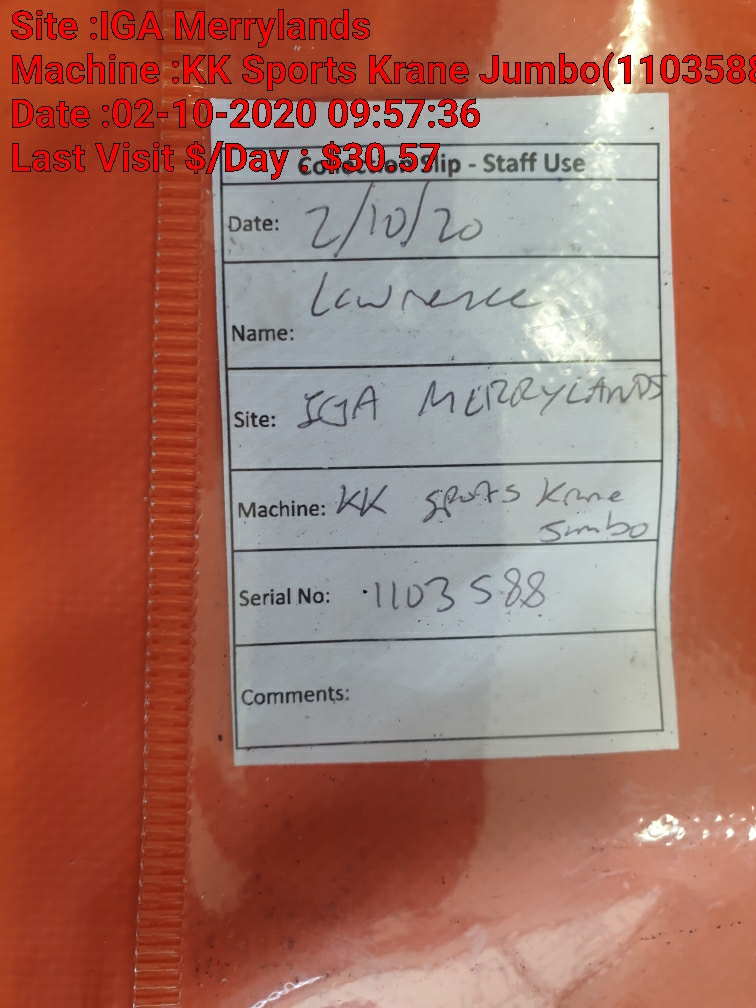 Site :IGA Merrylands
Machine :KK Sports Krane Jumbo(1103588
Date :02-10-2020 09:57:36
Last Visit $/Day : $30.57
Collection Slip - Staff Use
Date: 2/10/20
Name: Lawrence
Site: IGA MERRYLANDS
Machine: KK Sports Krane
Jumbo
Serial No: 1103588
Comments: